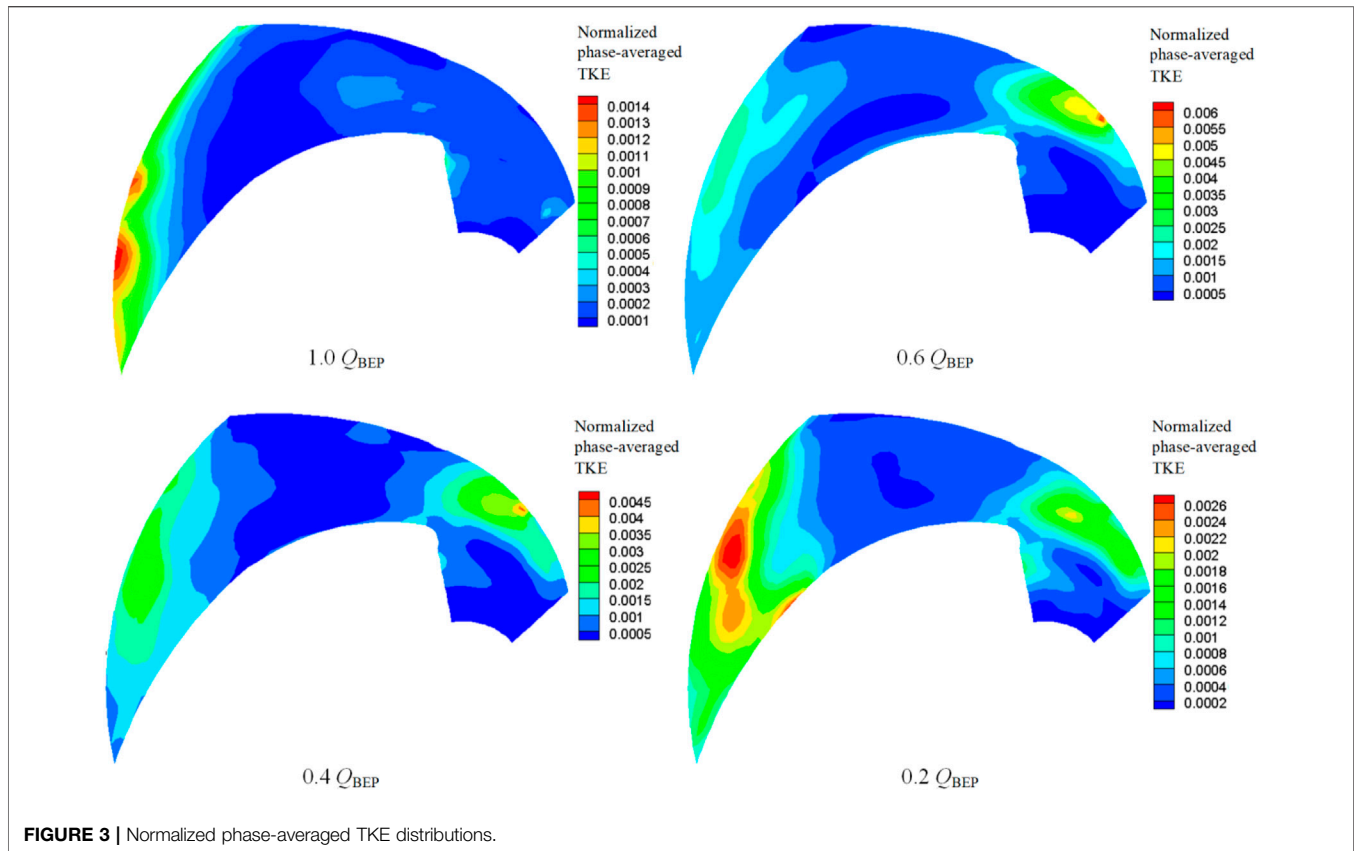 Normalized
phase-averaged
TKE
0.0014
0.0013
0.0012
0.0011
0.001
0.0009
0.0008
0.0007
0.0006
0.0005
0.0004
0.0003
0.0002
0.0001
1.0 QBEP
Normalized
phase-averaged
TKE
0.006
0.0055
0.005
0.0045
0.004
0.0035
0.003
0.0025
0.002
0.0015
0.001
0.0005
0.6 QBEP
Normalized
phase-averaged
TKE
0.0045
0.004
0.0035
0.003
0.0025
0.002
0.0015
0.001
0.0005
0.4 QBEP
Normalized
phase-averaged
TKE
0.0026
0.0024
0.0022
0.002
0.0018
0.0014
0.0012
0.001
0.0008
0.0006
0.0004
0.0002
0.2 QBEP
FIGURE 3 | Normalized phase-averaged TKE distributions.